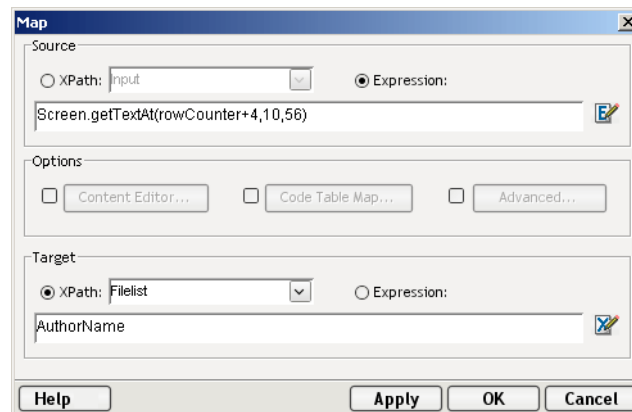 Map
Source
XPath: Input Expression:
Screen.getTextAt(rowCounter+4,10,56)
Options
Content Editor... Code Table Map... Advanced...
Target
XPath: Filelist Expression:
AuthorName
Help Apply OK Cancel